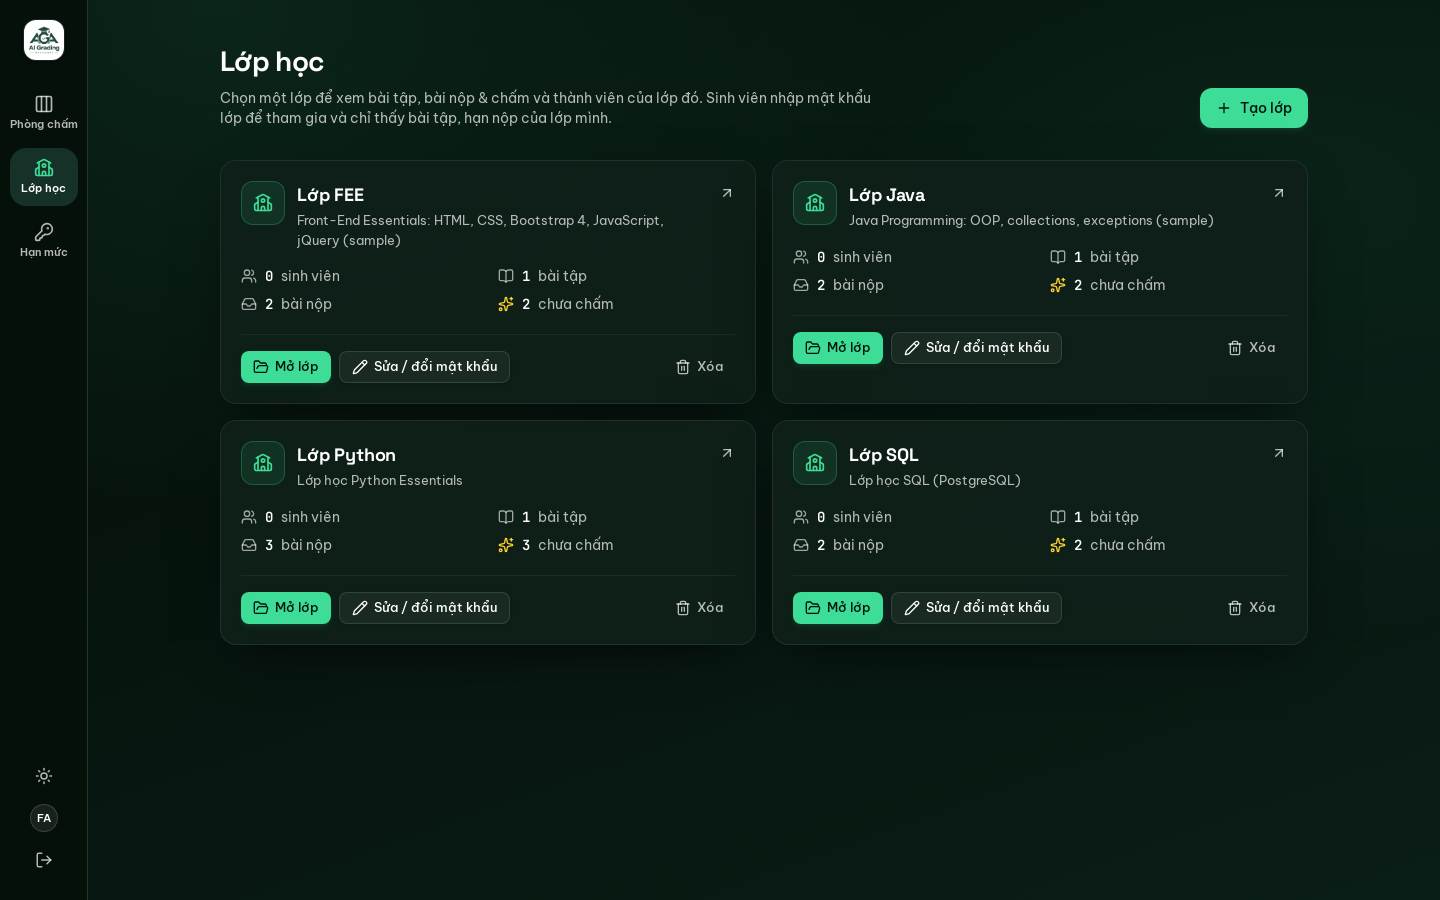 AI Grading
Phòng chấm
Lớp học
Hạn mức
FA
Lớp học
Chọn một lớp để xem bài tập, bài nộp & chấm và thành viên của lớp đó. Sinh viên nhập mật khẩu
lớp để tham gia và chỉ thấy bài tập, hạn nộp của lớp mình.
Tạo lớp
Lớp FEE
Front-End Essentials: HTML, CSS, Bootstrap 4, JavaScript,
jQuery (sample)
0 sinh viên
1 bài tập
2 bài nộp
2 chưa chấm
Mở lớp
Sửa / đổi mật khẩu
Xóa
Lớp Java
Java Programming: OOP, collections, exceptions (sample)
0 sinh viên
1 bài tập
2 bài nộp
2 chưa chấm
Mở lớp
Sửa / đổi mật khẩu
Xóa
Lớp Python
Lớp học Python Essentials
0 sinh viên
1 bài tập
3 bài nộp
3 chưa chấm
Mở lớp
Sửa / đổi mật khẩu
Xóa
Lớp SQL
Lớp học SQL (PostgreSQL)
0 sinh viên
1 bài tập
2 bài nộp
2 chưa chấm
Mở lớp
Sửa / đổi mật khẩu
Xóa